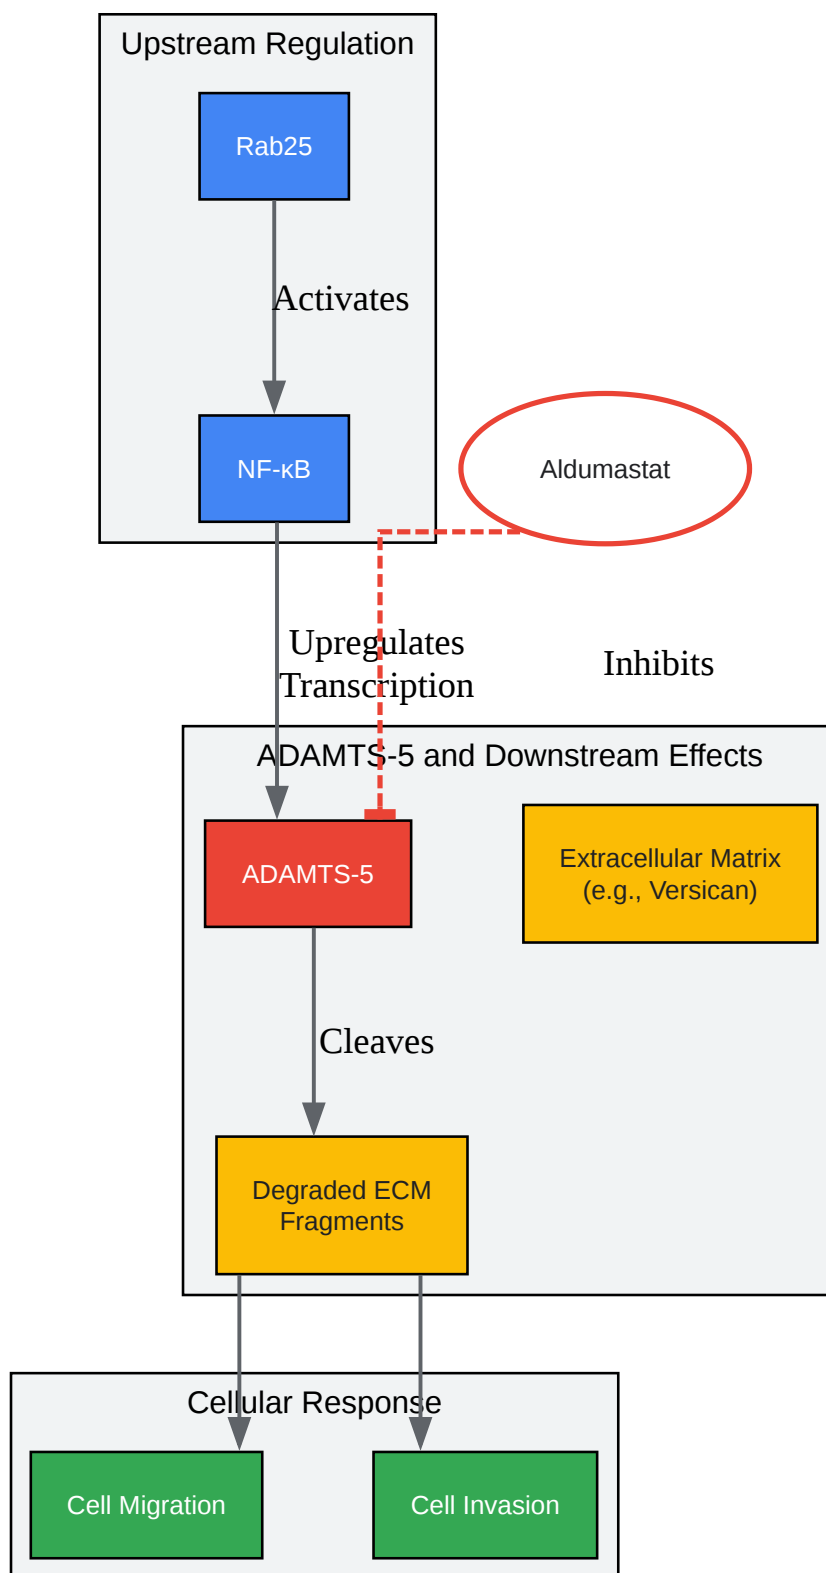 Upstream Regulation
Rab25
Activates
NF-κB
Aldumastat
Upregulates
Transcription
Inhibits
ADAMTS-5 and Downstream Effects
ADAMTS-5
Extracellular Matrix
(e.g., Versican)
Cleaves
Degraded ECM
Fragments
Cellular Response
Cell Migration
Cell Invasion